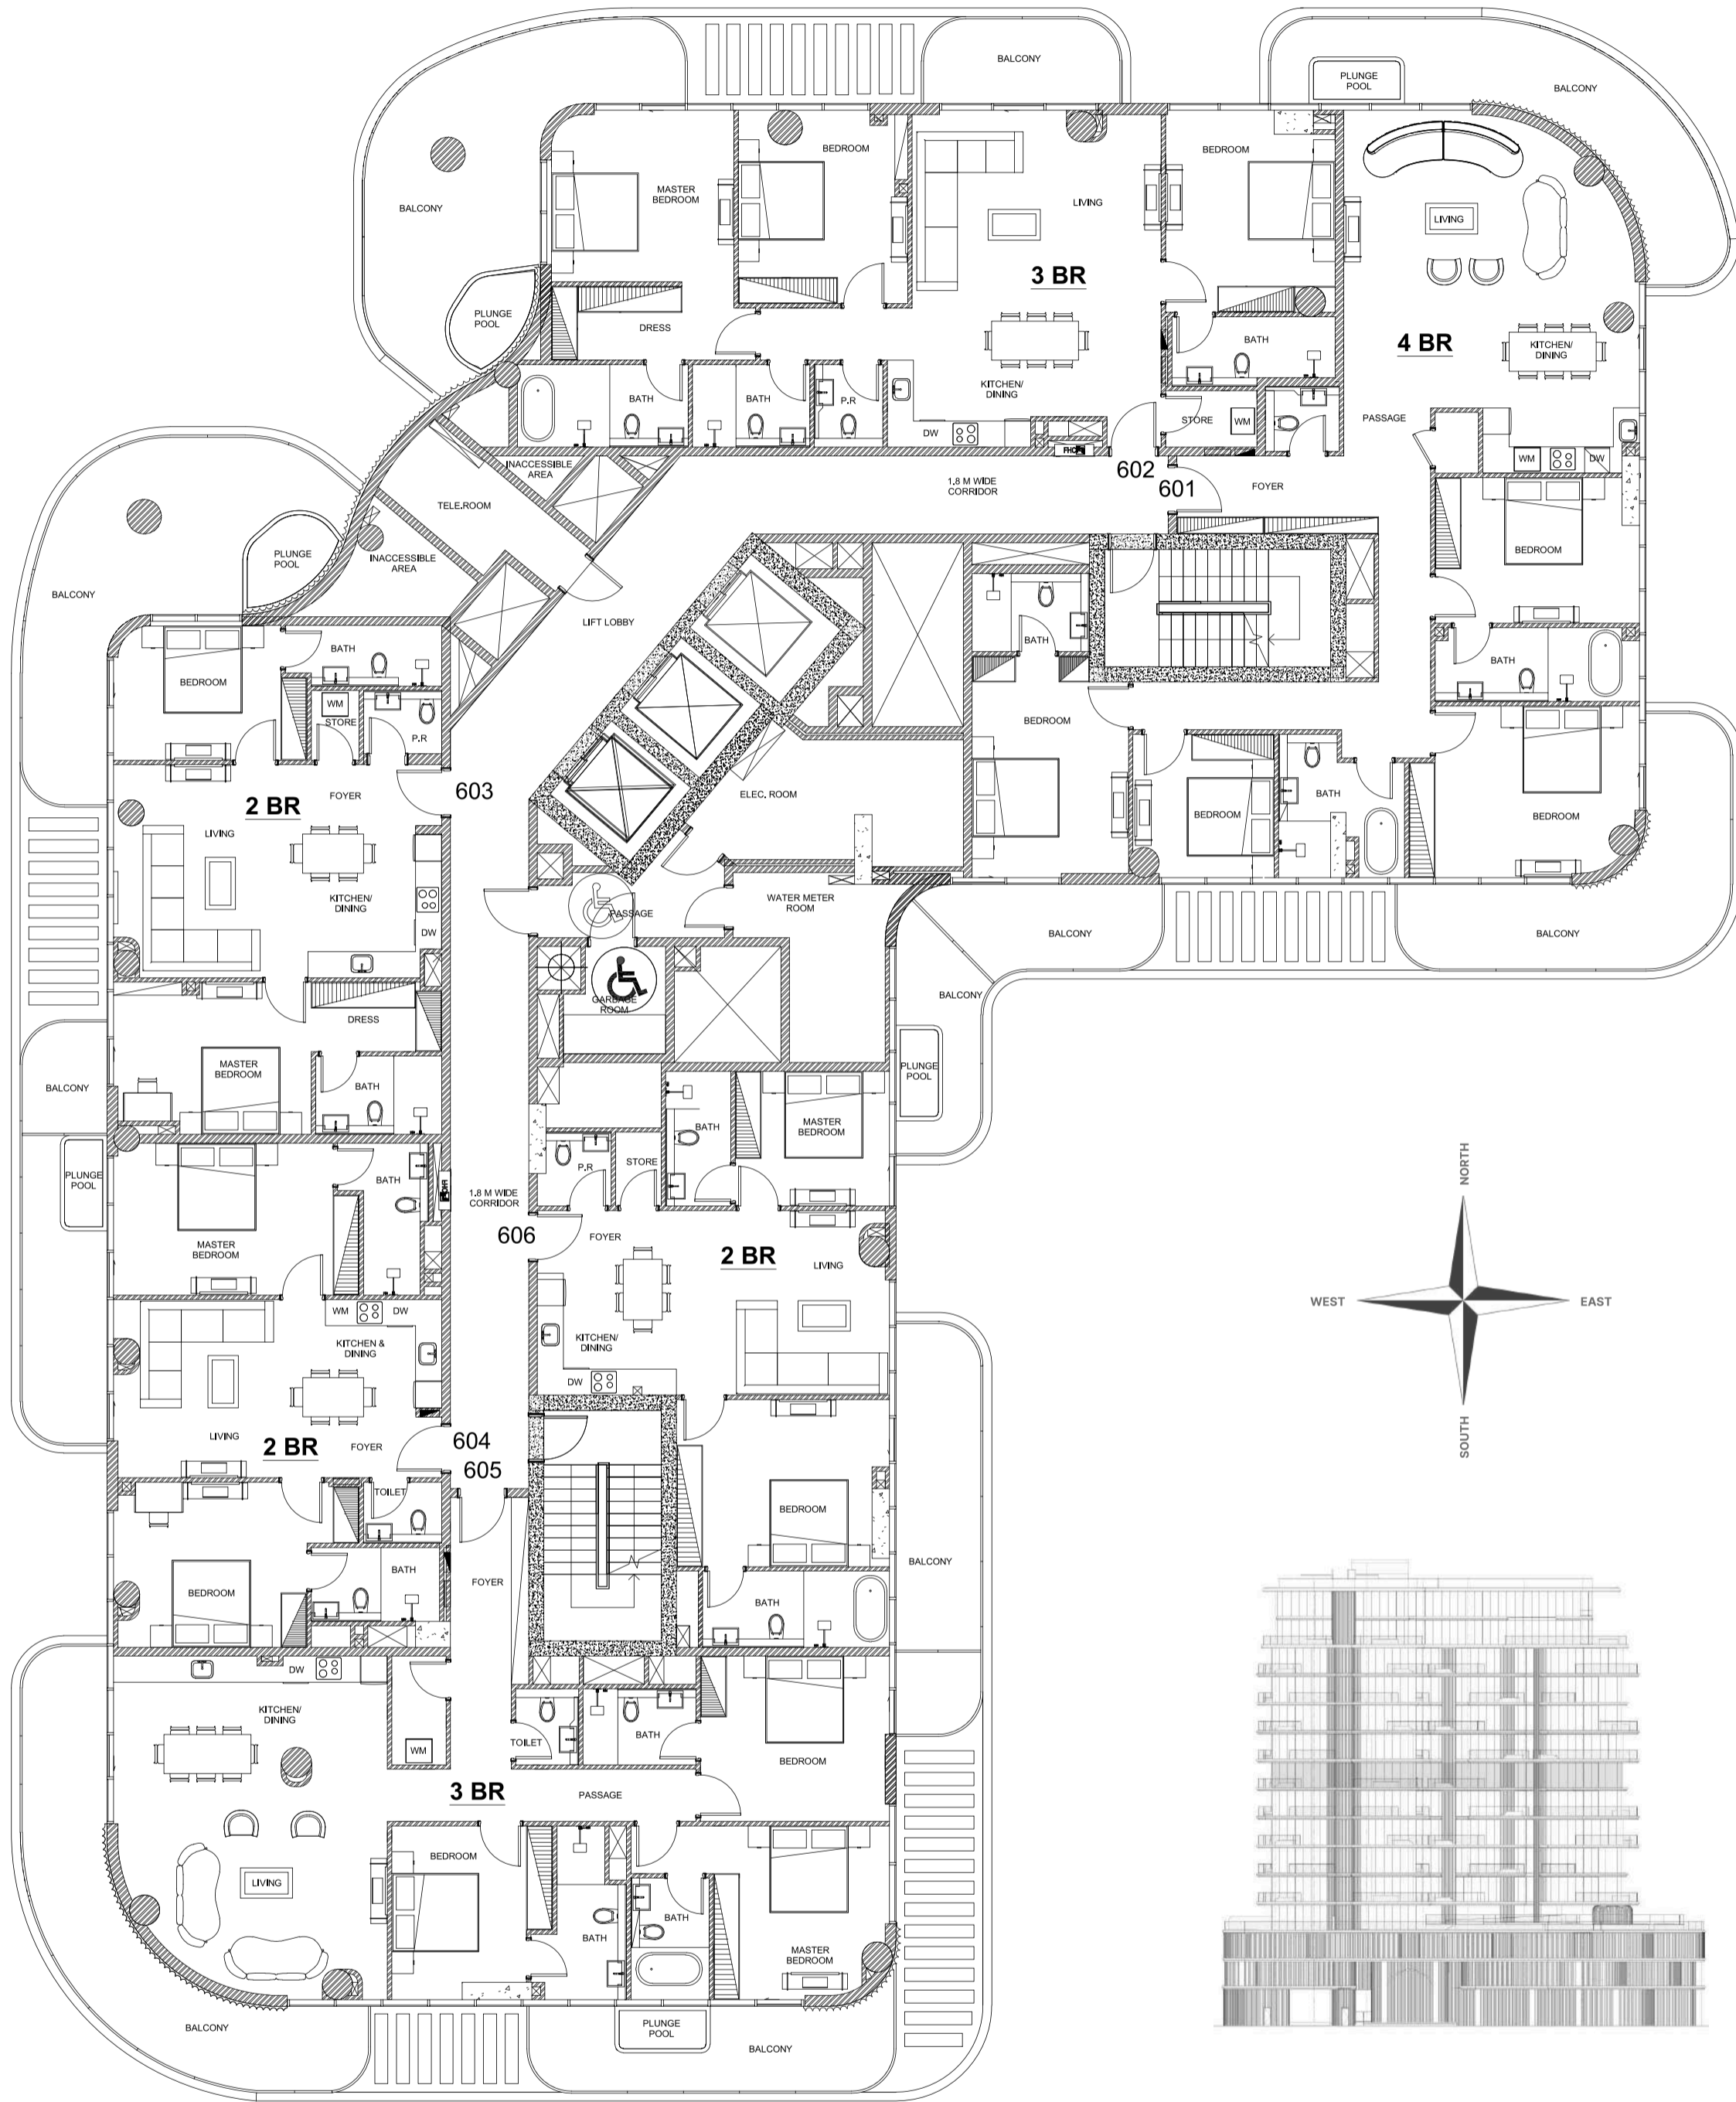 BALCONY
PLUNGE
POOL
BALCONY
BEDROOM
BEDROOM
MASTER
BEDROOM
LIVING
BALCONY
LIVING
3 BR
PLUNGE
POOL
DRESS
BATH
4 BR
KITCHEN/
DINING
KITCHEN/
DINING
BATH
BATH
P.R
STORE
WM
PASSAGE
DW
FHC
WM
DW
INACCESSIBLE
AREA
602
1.8 M WIDE
CORRIDOR
601
FOYER
TELE.ROOM
PLUNGE
POOL
INACCESSIBLE
AREA
BEDROOM
BALCONY
LIFT LOBBY
BATH
BATH
BATH
BEDROOM
WM
STORE
P.R
BEDROOM
603
FOYER
2 BR
LIVING
ELEC. ROOM
BATH
BEDROOM
BEDROOM
KITCHEN/
DINING
WATER METER
ROOM
PASSAGE
DW
BALCONY
BALCONY
BALCONY
GARBAGE
ROOM
DRESS
MASTER
BEDROOM
BATH
BALCONY
PLUNGE
POOL
MASTER
BEDROOM
BATH
P.R
STORE
PLUNGE
POOL
BATH
1.8 M WIDE
CORRIDOR
FHC
MASTER
BEDROOM
606
FOYER
2 BR
LIVING
NORTH
WEST
EAST
SOUTH
WM
DW
KITCHEN &
DINING
KITCHEN/
DINING
DW
LIVING
2 BR
FOYER
604
605
TOILET
BEDROOM
BALCONY
BEDROOM
BATH
FOYER
BATH
DW
KITCHEN/
DINING
WM
TOILET
BATH
BEDROOM
3 BR
PASSAGE
BEDROOM
LIVING
BATH
BATH
MASTER
BEDROOM
BALCONY
PLUNGE
POOL
BALCONY